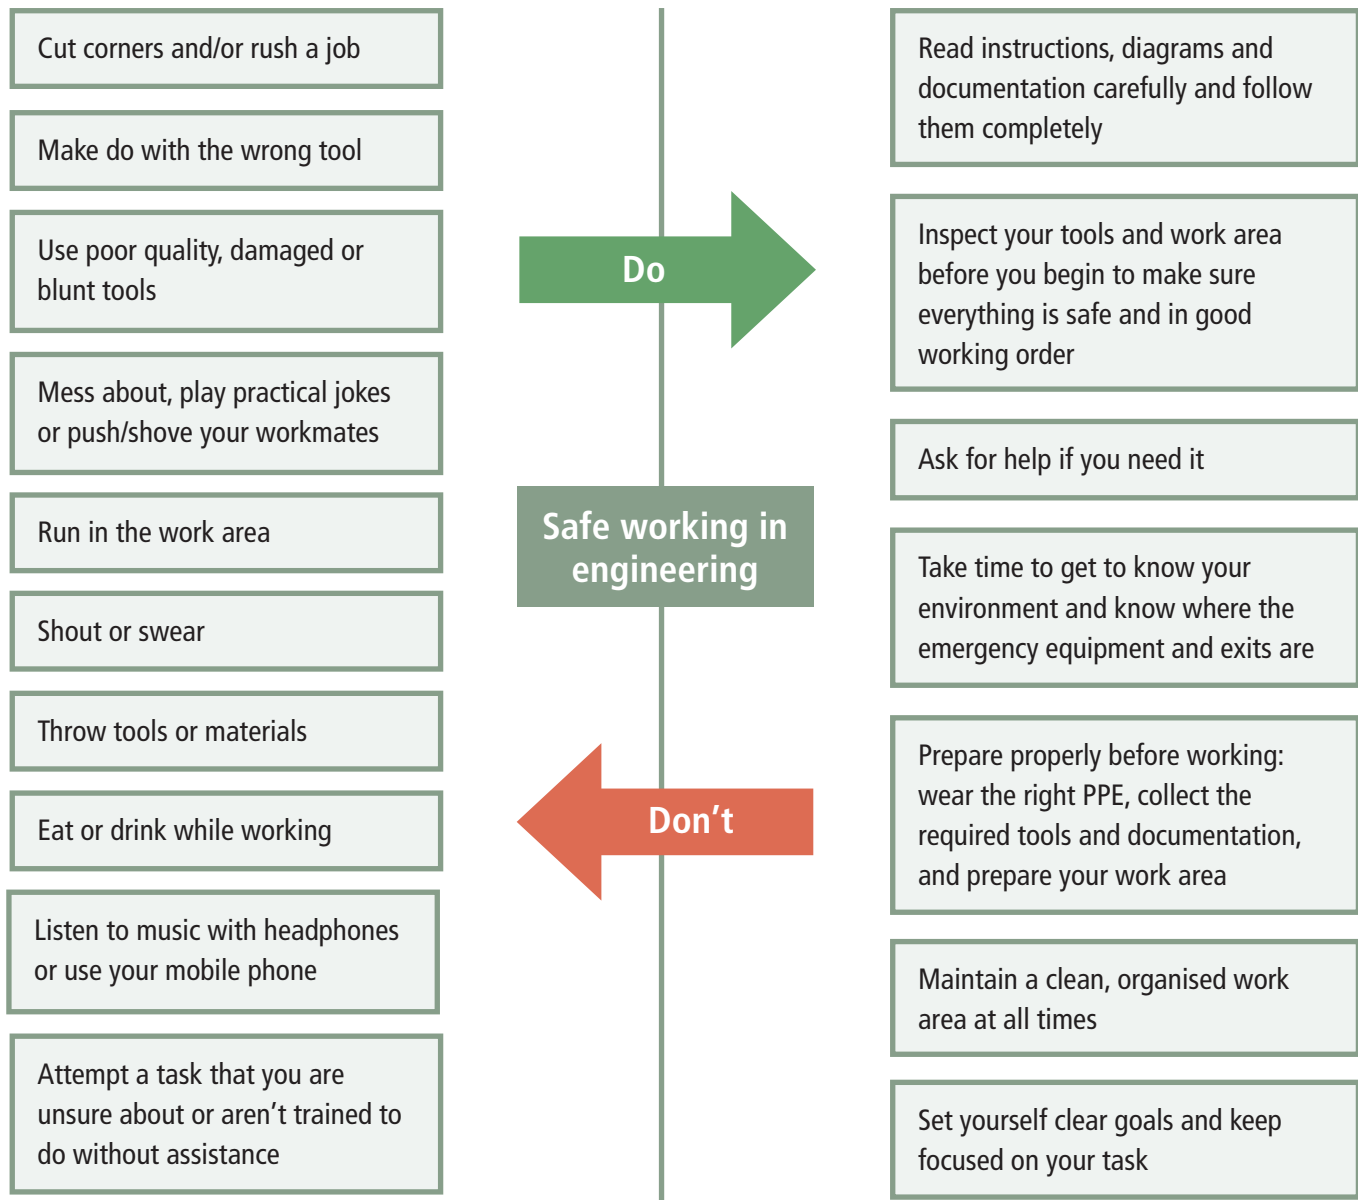 Cut corners and/or rush a job
Make do with the wrong tool
Use poor quality, damaged or
blunt tools
Mess about, play practical jokes
or push/shove your workmates
Run in the work area
Shout or swear
Throw tools or materials
Eat or drink while working
Listen to music with headphones
or use your mobile phone
Attempt a task that you are
unsure about or aren’t trained to
do without assistance
Do
Safe working in
engineering
Don’t
Read instructions, diagrams and
documentation carefully and follow
them completely
Inspect your tools and work area
before you begin to make sure
everything is safe and in good
working order
Ask for help if you need it
Take time to get to know your
environment and know where the
emergency equipment and exits are
Prepare properly before working:
wear the right PPE, collect the
required tools and documentation,
and prepare your work area
Maintain a clean, organised work
area at all times
Set yourself clear goals and keep
focused on your task